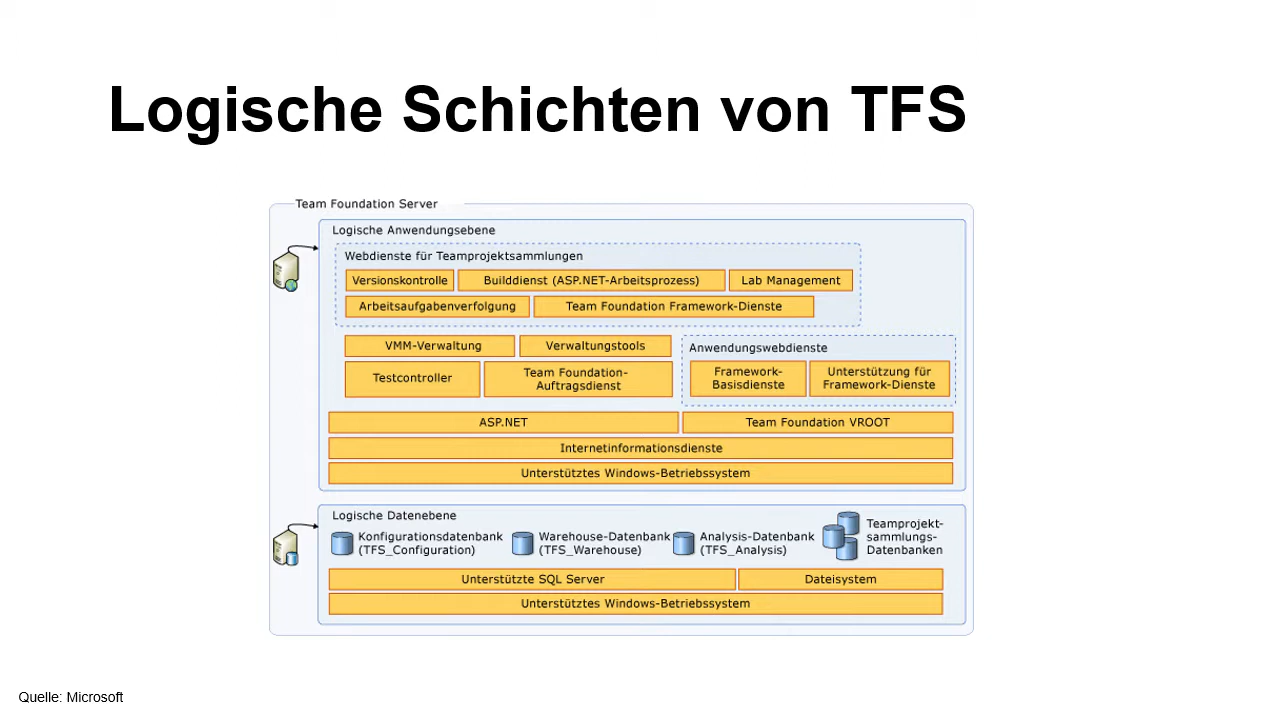 Logische Schichten von TFS
Team Foundation Server
Logische Anwendungsebene
Webdienste für Teamprojektsammlungen
Versionskontrolle
Builddienst (ASP.NET-Arbeitsprozess)
Lab Management
Arbeitsaufgabenverfolgung
Team Foundation Framework-Dienste
VMM-Verwaltung
Verwaltungstools
Testcontroller
Team Foundation-
Auftragsdienst
Anwendungswebdienste
Framework-
Basisdienste
Unterstützung für
Framework-Dienste
ASP.NET
Team Foundation VROOT
Internetinformationsdienste
Unterstütztes Windows-Betriebssystem
Logische Datenebene
Konfigurationsdatenbank
(TFS_Configuration)
Warehouse-Datenbank
(TFS_Warehouse)
Analysis-Datenbank
(TFS_Analysis)
Teamprojekt-
sammlungs-
Datenbanken
Unterstützte SQL Server
Dateisystem
Unterstütztes Windows-Betriebssystem
Quelle: Microsoft